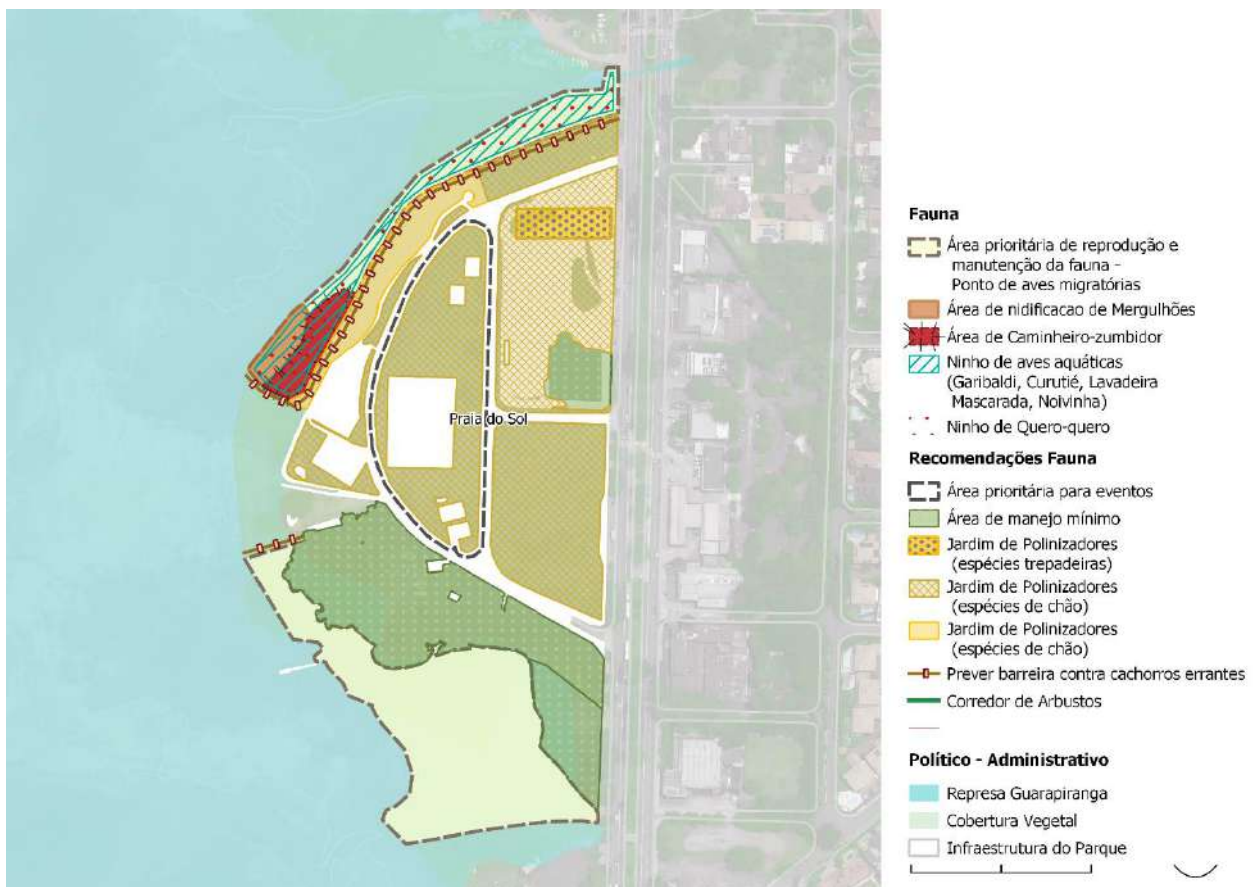 Praia do Sol
Fauna
Área prioritária de reprodução e
manutenção da fauna -
Ponto de aves migratórias
Área de nidificacao de Mergulhões
Área de Caminheiro-zumbidor
Ninho de aves aquáticas
(Garibaldi, Curutié, Lavadeira
Mascarada, Noivinha)
Ninho de Quero-quero
Recomendações Fauna
Área prioritária para eventos
Área de manejo mínimo
Jardim de Polinizadores
(espécies trepadeiras)
Jardim de Polinizadores
(espécies de chão)
Jardim de Polinizadores
(espécies de chão)
Prever barreira contra cachorros errantes
Corredor de Arbustos
Político - Administrativo
Represa Guarapiranga
Cobertura Vegetal
Infraestrutura do Parque